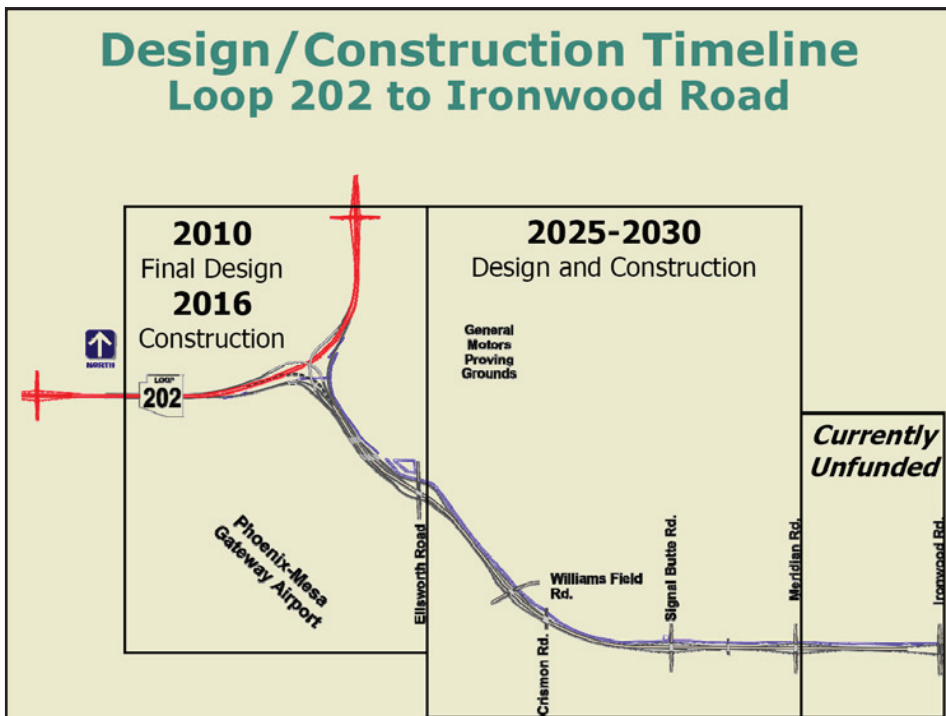 Design/Construction Timeline
Loop 202 to Ironwood Road
2010
Final Design
2016
Construction
2025-2030
Design and Construction
General
Motors
Proving
Grounds
NORTH
LOOP
202
Currently
Unfunded
Phoenix-Mesa
Gateway Airport
Ellsworth Road
Williams Field
Rd.
Crismon Rd.
Signal Butte Rd.
Meridian Rd.
Ironwood Rd.